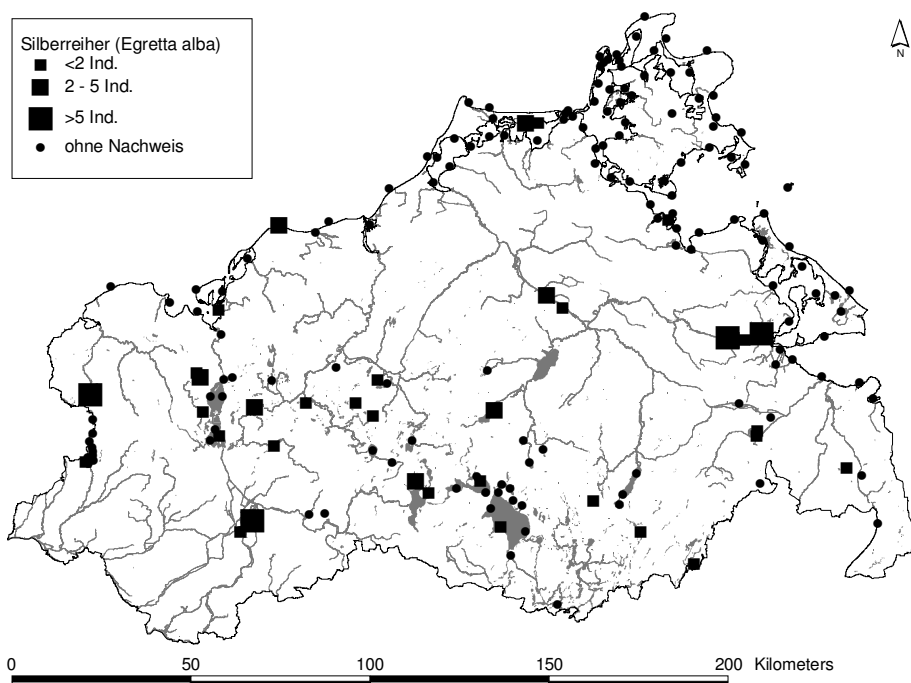 Silberreiher (Egretta alba)
<2 Ind.
2 - 5 Ind.
>5 Ind.
ohne Nachweis
N
0 50 100 150 200 Kilometers